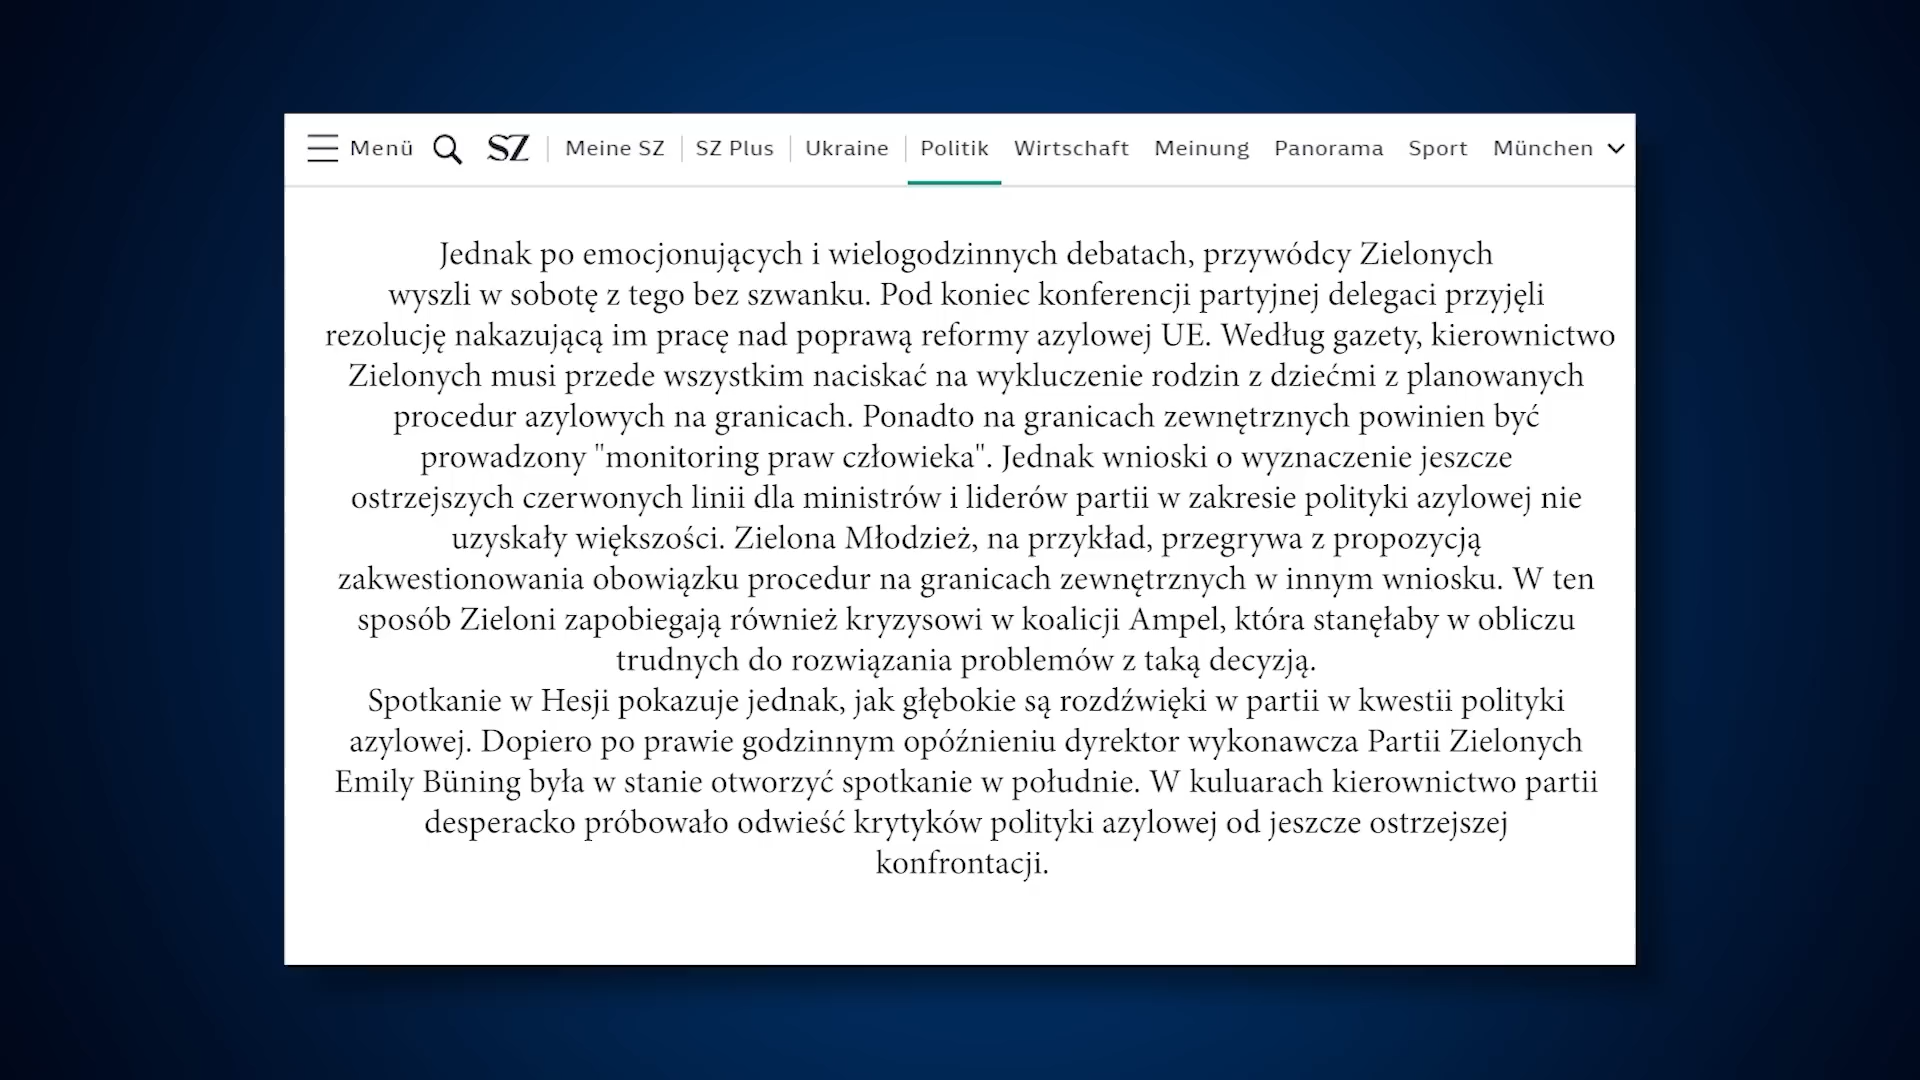 Menü SZ Meine SZ SZ Plus Ukraine Politik Wirtschaft Meinung Panorama Sport München
Jednak po emocjonujących i wielogodzinnych debatach, przywódcy Zielonych
wyszli w sobotę z tego bez szwanku. Pod koniec konferencji partyjnej delegaci przyjęli
rezolucję nakazującą im pracę nad poprawą reformy azylowej UE. Według gazety, kierownictwo
Zielonych musi przede wszystkim naciskać na wykluczenie rodzin z dziećmi z planowanych
procedur azylowych na granicach. Ponadto na granicach zewnętrznych powinien być
prowadzony "monitoring praw człowieka". Jednak wnioski o wyznaczenie jeszcze
ostrzejszych czerwonych linii dla ministrów i liderów partii w zakresie polityki azylowej nie
uzyskały większości. Zielona Młodzież, na przykład, przegrywa z propozycją
zakwestionowania obowiązku procedur na granicach zewnętrznych w innym wniosku. W ten
sposób Zieloni zapobiegają również kryzysowi w koalicji Ampel, która stanęłaby w obliczu
trudnych do rozwiązania problemów z taką decyzją.
Spotkanie w Hesji pokazuje jednak, jak głębokie są rozdźwięki w partii w kwestii polityki
azylowej. Dopiero po prawie godzinnym opóźnieniu dyrektor wykonawcza Partii Zielonych
Emily Büning była w stanie otworzyć spotkanie w południe. W kuluarach kierownictwo partii
desperacko próbowało odwieść krytyków polityki azylowej od jeszcze ostrzejszej
konfrontacji.